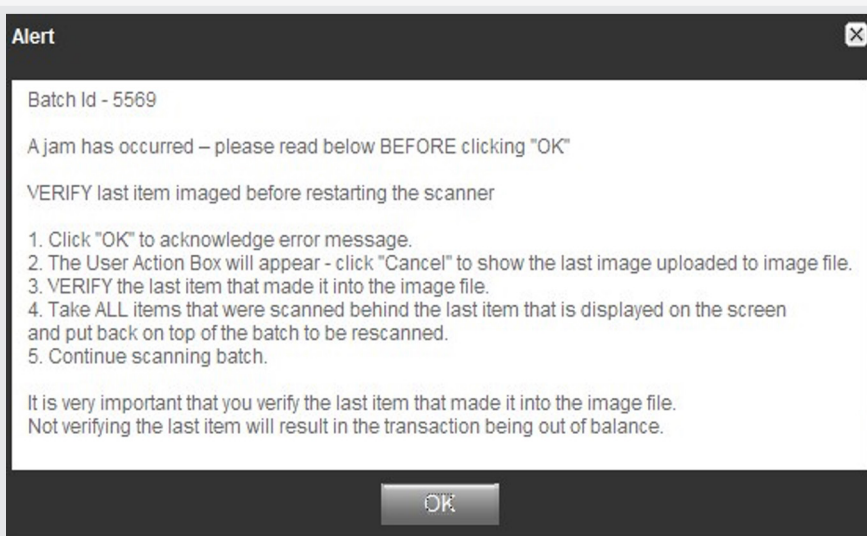 Alert
Batch Id - 5569
A jam has occurred – please read below BEFORE clicking "OK"
VERIFY last item imaged before restarting the scanner
1. Click "OK" to acknowledge error message.
2. The User Action Box will appear - click "Cancel" to show the last image uploaded to image file.
3. VERIFY the last item that made it into the image file.
4. Take ALL items that were scanned behind the last item that is displayed on the screen
and put back on top of the batch to be rescanned.
5. Continue scanning batch.
It is very important that you verify the last item that made it into the image file.
Not verifying the last item will result in the transaction being out of balance.
OK